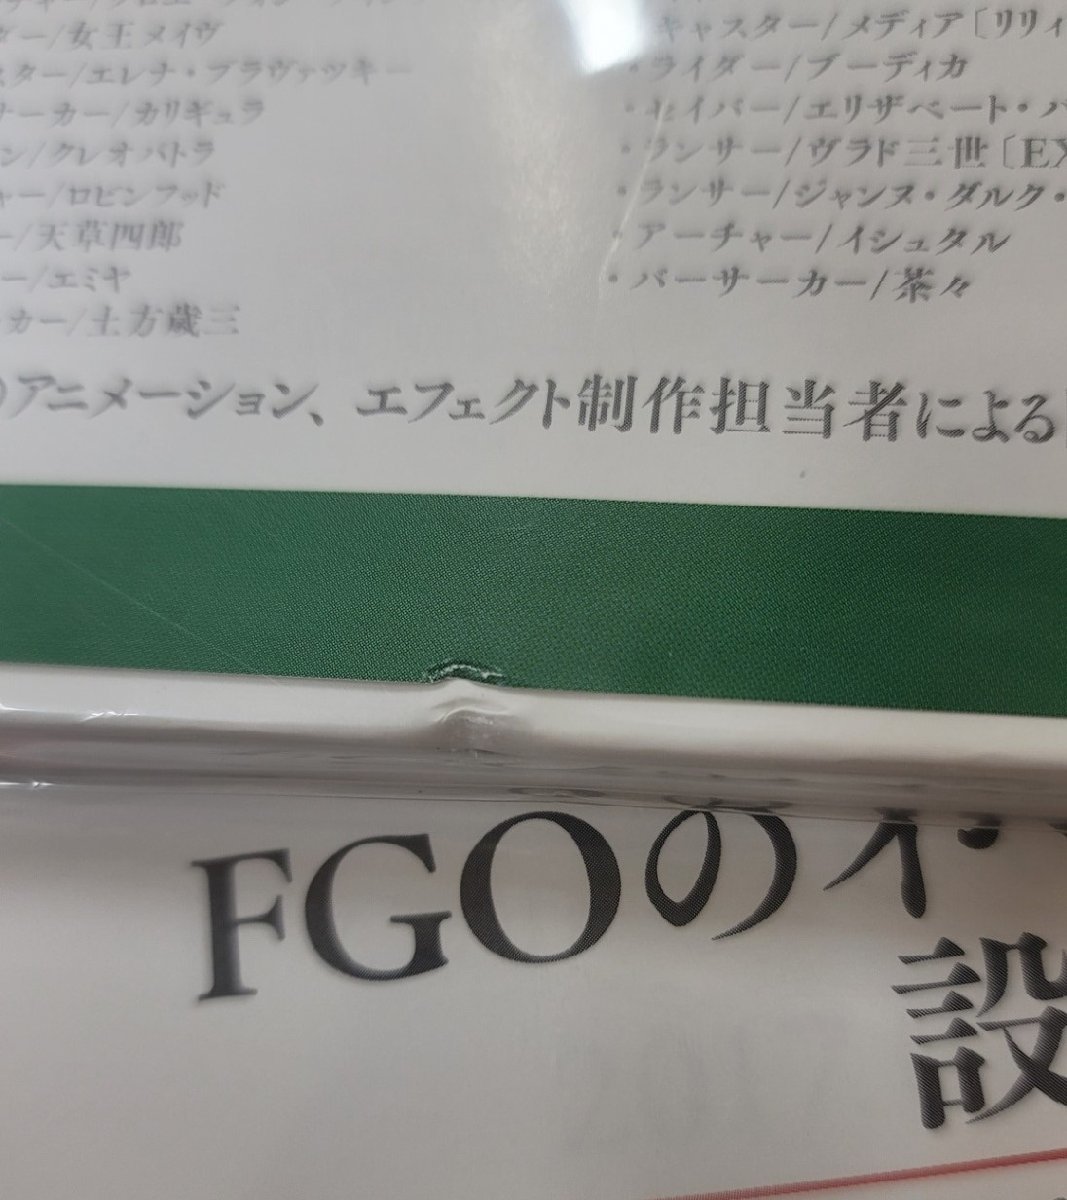 ー/女王メイヴ
スター/エレナ・ブラヴァツキー
サーカー/カリギュラ
ン/クレオパトラ
ャー/ロビンフッド
ー/天草四郎
ー/エミヤ
カー/土方歳三
キャスター/メディア〔リリィ
・ライダー/ブーディカ
・セイバー/エリザベート・バ
・ランサー/ヴラド三世〔EX
・ランサー/ジャンヌ・ダルク・
・アーチャー/イシュタル
・バーサーカー/茶々
アニメーション、エフェクト制作担当者による
FGOの
設